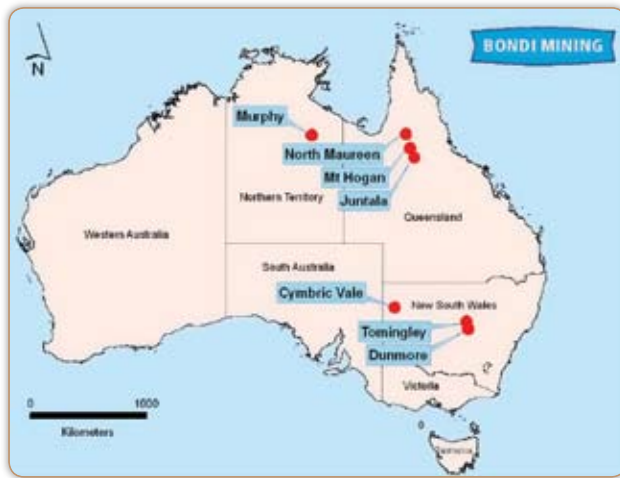 BONDI MINING
N
Murphy
North Maureen
Mt Hogan
Juntala
Northern Territory
Queensland
Western Australia
South Australia
Cymbric Vale
New South Wales
Tomingley
Dunmore
Victoria
0
1000
Kilometers
Tasmania